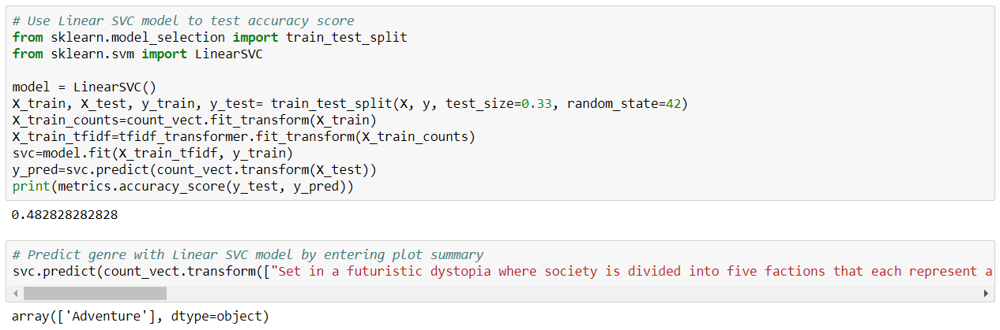 # Use Linear SVC model to test accuracy score
from sklearn.model_selection import train_test_split
from sklearn.svm import LinearSVC
model = LinearSVC()
X_train, X_test, y_train, y_test= train_test_split(X, y, test_size=0.33, random_state=42)
X_train_counts=count_vect.fit_transform(X_train)
X_train_tfidf=tfidf_transformer.fit_transform(X_train_counts)
svc=model.fit(X_train_tfidf, y_train)
y_pred=svc.predict(count_vect.transform(X_test))
print(metrics.accuracy_score(y_test, y_pred))
0.482828282828
# Predict genre with Linear SVC model by entering plot summary
svc.predict(count_vect.transform(["Set in a futuristic dystopia where society is divided into five factions that each represent a
array(['Adventure'], dtype=object)